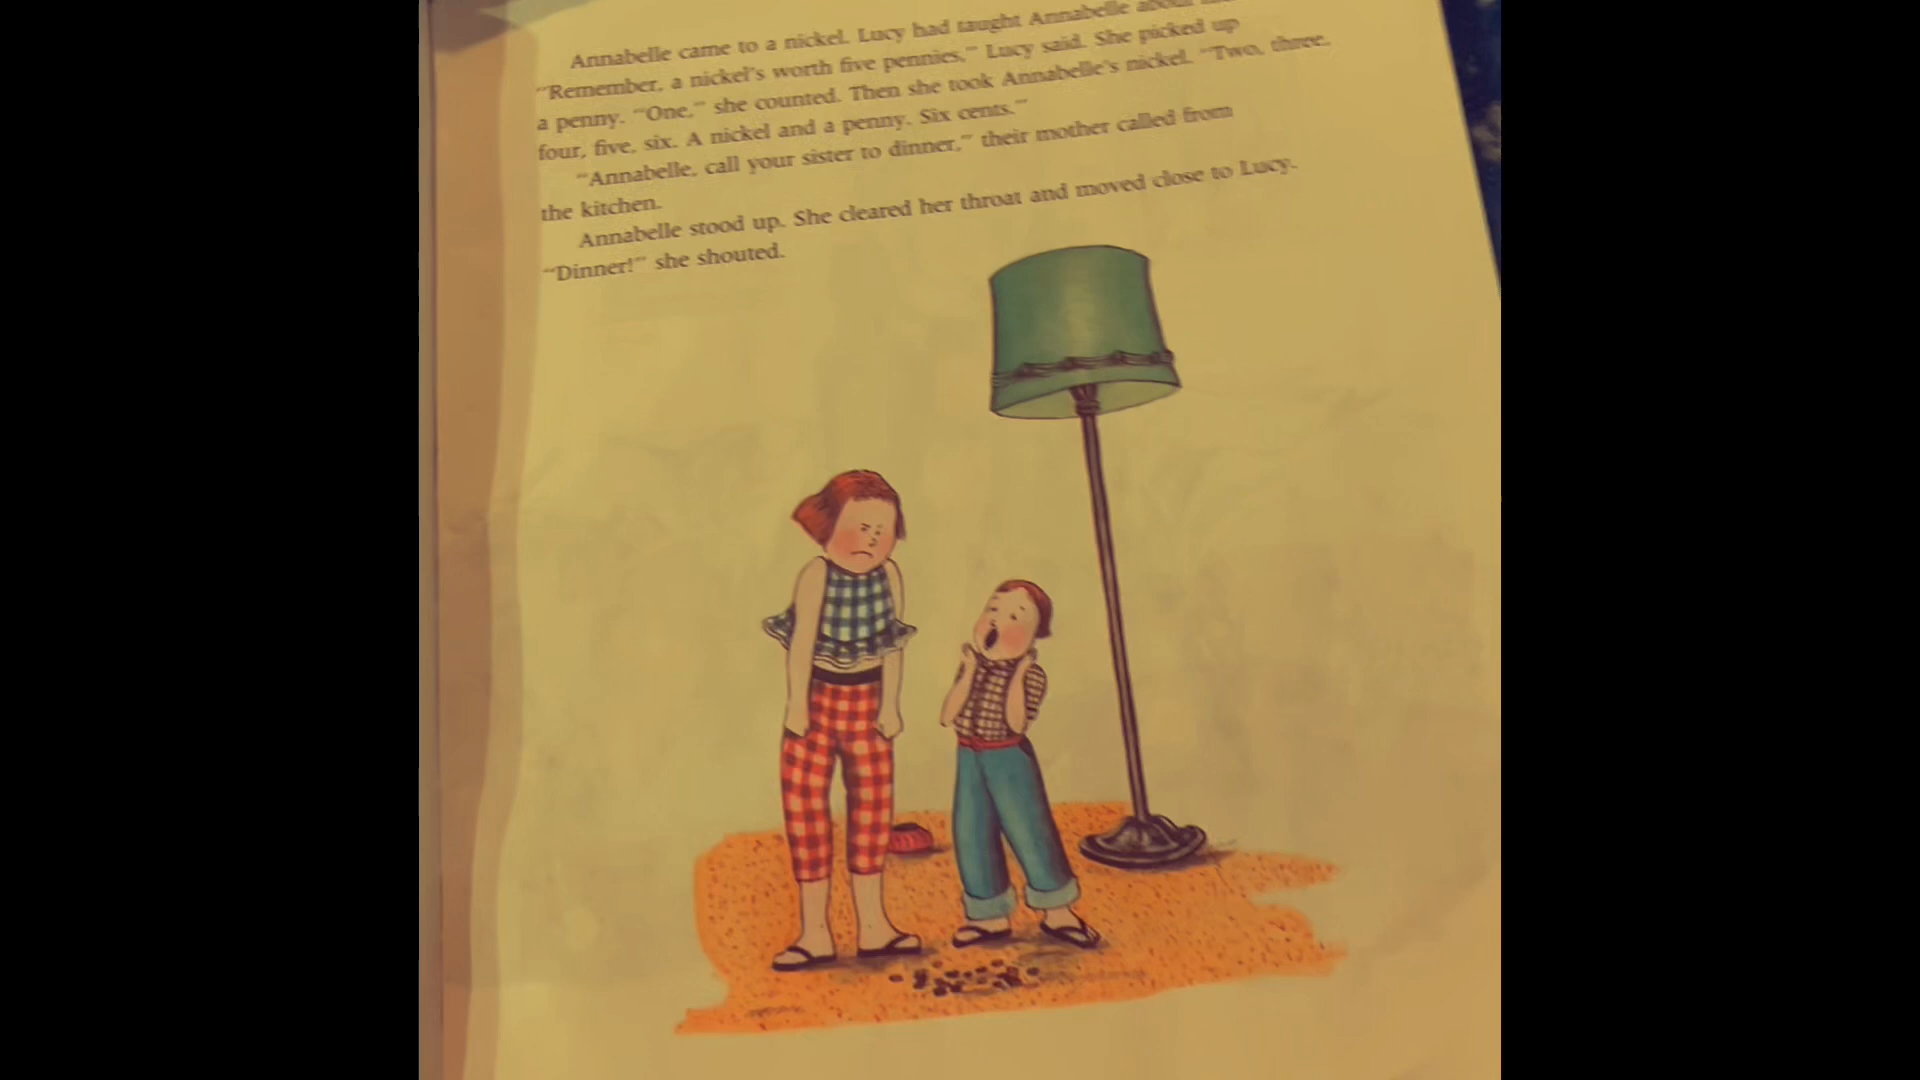 Annabelle came to a nickel. Lucy had taught Annabelle about
“Remember, a nickel's worth five pennies,” Lucy said. She picked up
a penny. “One,” she counted. Then she took Annabelle's nickel. “Two, three,
four, five, six. A nickel and a penny. Six cents.”
“Annabelle, call your sister to dinner,” their mother called from
the kitchen.
Annabelle stood up. She cleared her throat and moved close to Lucy.
“Dinner!” she shouted.